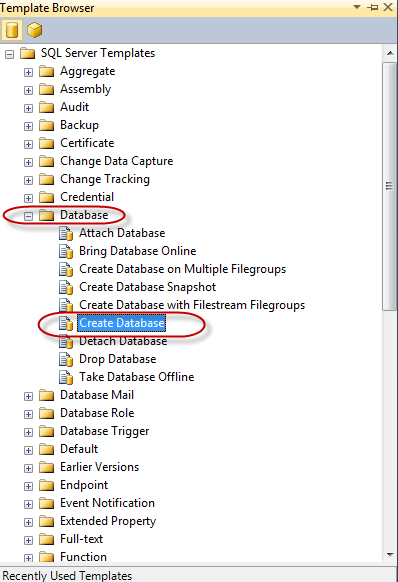 Template Browser
SQL Server Templates
Aggregate
Assembly
Audit
Backup
Certificate
Change Data Capture
Change Tracking
Credential
Database
Attach Database
Bring Database Online
Create Database on Multiple Filegroups
Create Database Snapshot
Create Database with Filestream Filegroups
Create Database
Detach Database
Drop Database
Take Database Offline
Database Mail
Database Role
Database Trigger
Default
Earlier Versions
Endpoint
Event Notification
Extended Property
Full-text
Function
Recently Used Templates